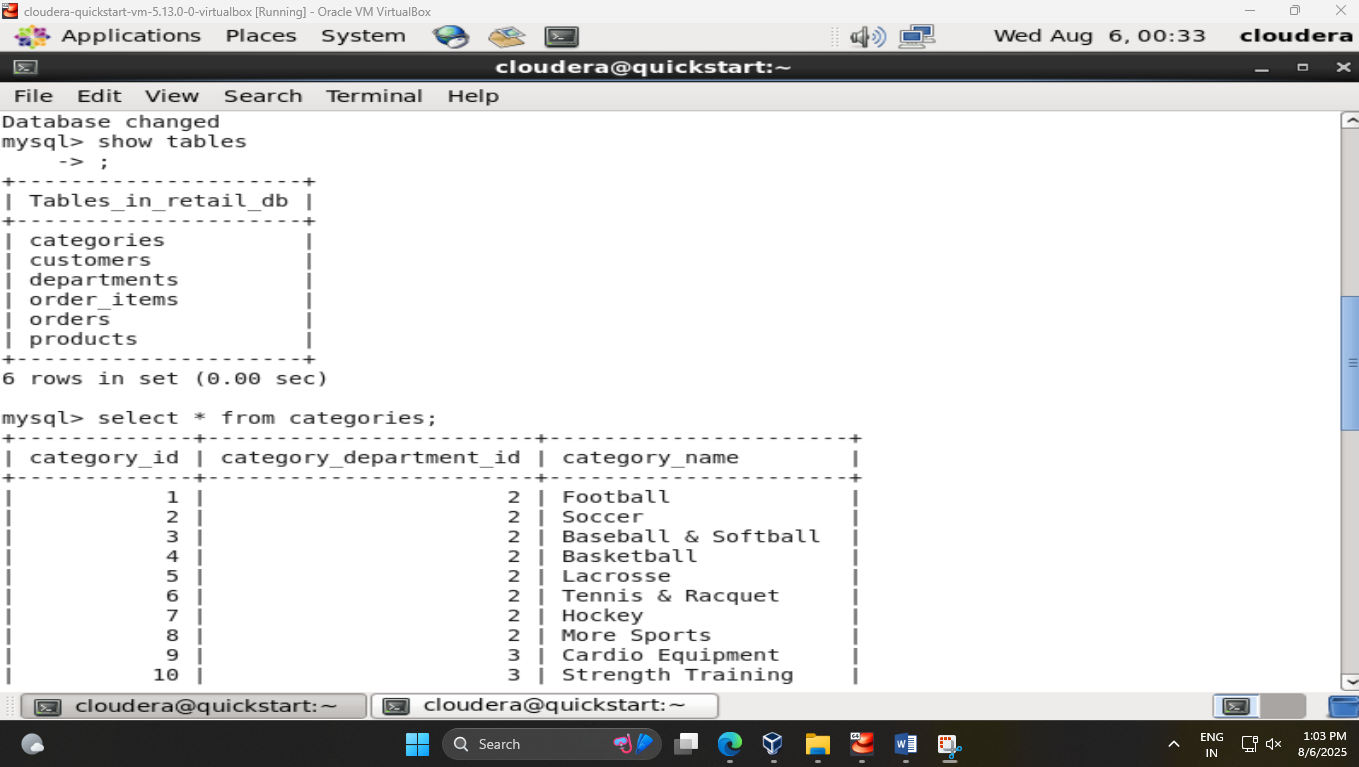 cloudera-quickstart-vm-5.13.0-0-virtualbox [Running] - Oracle VM VirtualBox
Applications Places System Wed Aug 6, 00:33 cloudera
cloudera@quickstart:~
File Edit View Search Terminal Help
Database changed
mysql> show tables
    -> ;
+---------------------+
| Tables_in_retail_db |
+---------------------+
| categories          |
| customers           |
| departments         |
| order_items         |
| orders              |
| products            |
+---------------------+
6 rows in set (0.00 sec)
mysql> select * from categories;
+-------------+------------------------+----------------------+
| category_id | category_department_id | category_name        |
+-------------+------------------------+----------------------+
|           1 |                      2 | Football             |
|           2 |                      2 | Soccer               |
|           3 |                      2 | Baseball & Softball  |
|           4 |                      2 | Basketball           |
|           5 |                      2 | Lacrosse             |
|           6 |                      2 | Tennis & Racquet     |
|           7 |                      2 | Hockey               |
|           8 |                      2 | More Sports          |
|           9 |                      3 | Cardio Equipment     |
|          10 |                      3 | Strength Training    |
cloudera@quickstart:~ cloudera@quickstart:~
Search
ENG
IN
1:03 PM
8/6/2025